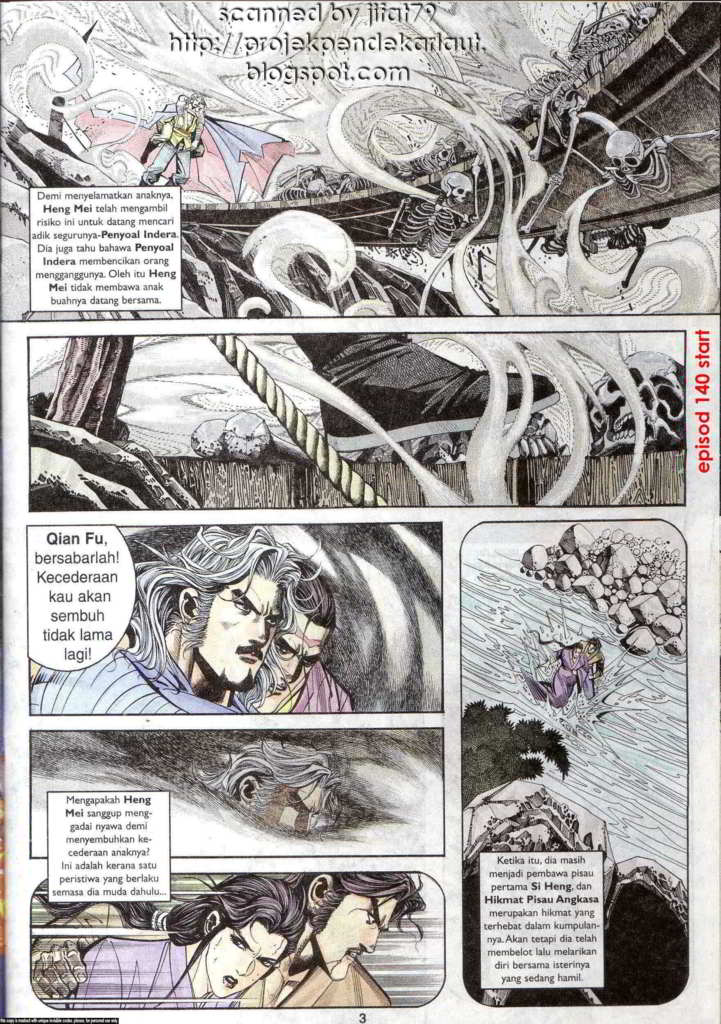 scanned by jifat79
http://projekpendekarlaut.
blogspot.com
Demi menyelamatkan anaknya,
Heng Mei telah mengambil
risiko ini untuk datang mencari
adik segurunya-Penyoal Indera.
Dia juga tahu bahawa Penyoal
Indera membencikan orang
mengganggunya. Oleh itu Heng
Mei tidak membawa anak
buahnya datang bersama.
episod 140 start
Qian Fu,
bersabarlah!
Kecederaan
kau akan
sembuh
tidak lama
lagi!
Mengapakah Heng
Mei sanggup meng-
gadai nyawa demi
menyembuhkan ke-
cederaan anaknya?
Ini adalah kerana satu
peristiwa yang berlaku
semasa dia muda dahulu...
Ketika itu, dia masih
menjadi pembawa pisau
pertama Si Heng, dan
Hikmat Pisau Angkasa
merupakan hikmat yang
terhebat dalam kumpulan-
nya. Akan tetapi dia telah
membelot lalu melarikan
diri bersama isterinya
yang sedang hamil.
3